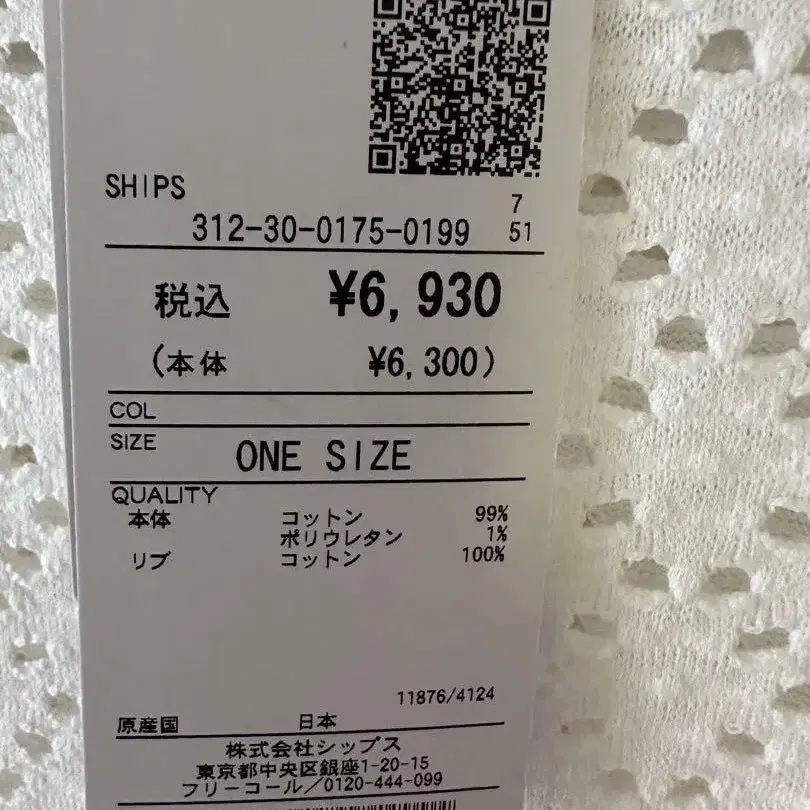 SHIPS
7
312-30-0175-0199 51
税込 ¥6,930
(本体 ¥6,300)
COL
SIZE ONE SIZE
QUALITY
本体 コットン 99%
ポリウレタン 1%
リブ コットン 100%
11876/4124
原産国 日本
株式会社シップス
東京都中央区銀座1-20-15
フリーコール/0120-444-099